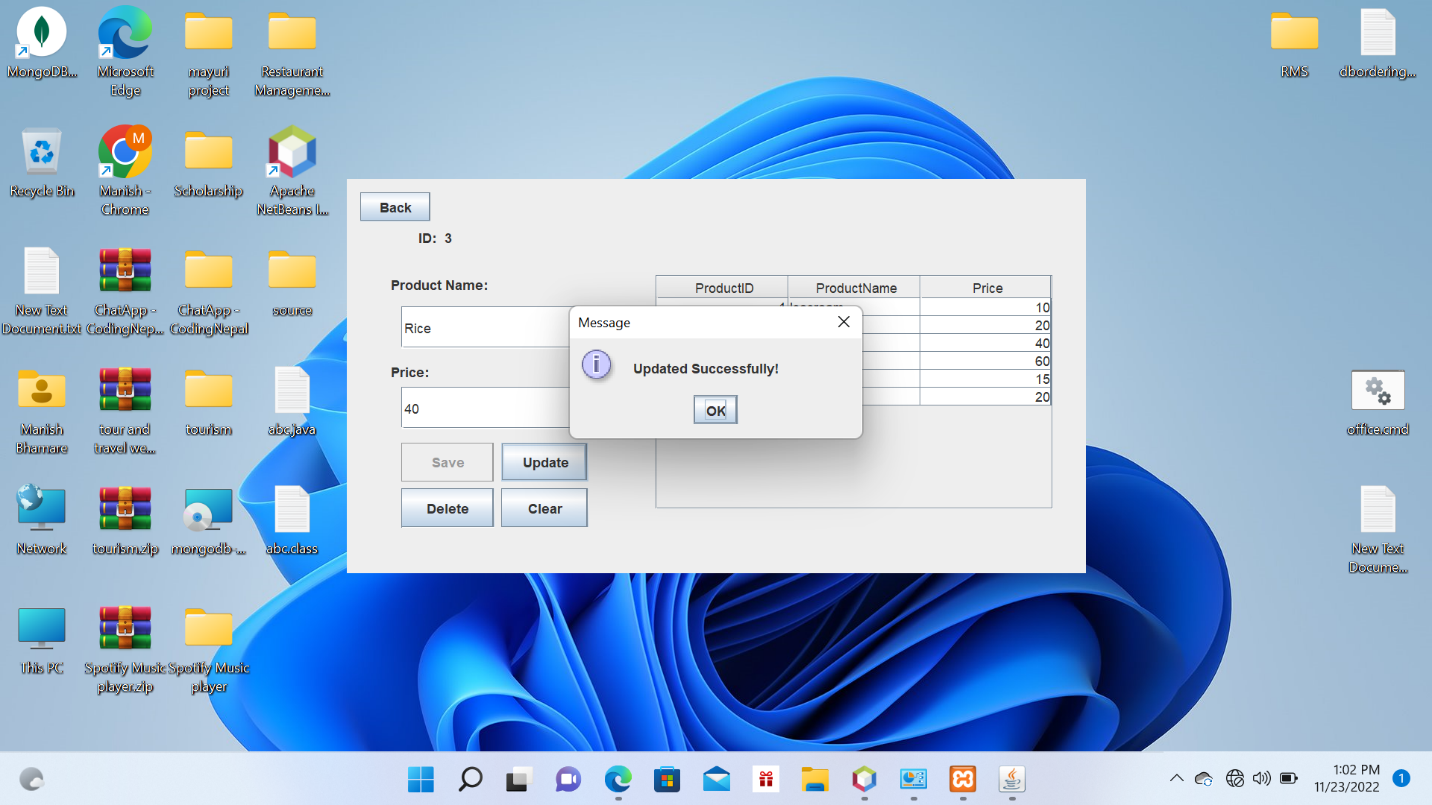 MongoDB...
Microsoft
Edge
mayuri
project
Restaurant
Manageme...
RMS
dbordering...
Recycle Bin
M
Manish -
Chrome
Scholarship
Apache
NetBeans I...
New Text
Document.txt
ChatApp -
CodingNep...
ChatApp -
CodingNepal
source
Manish
Bhamare
tour and
travel we...
tourism
abc.java
office.cmd
Network
tourism.zip
mongodb-...
abc.class
New Text
Docume...
This PC
Spotify Music
player.zip
Spotify Music
player
Back
ID: 3
Product Name:
Rice
Price:
40
Save
Update
Delete
Clear
ProductID
ProductName
Price
10
20
40
60
15
20
Message
Updated Successfully!
OK
1:02 PM
11/23/2022
1